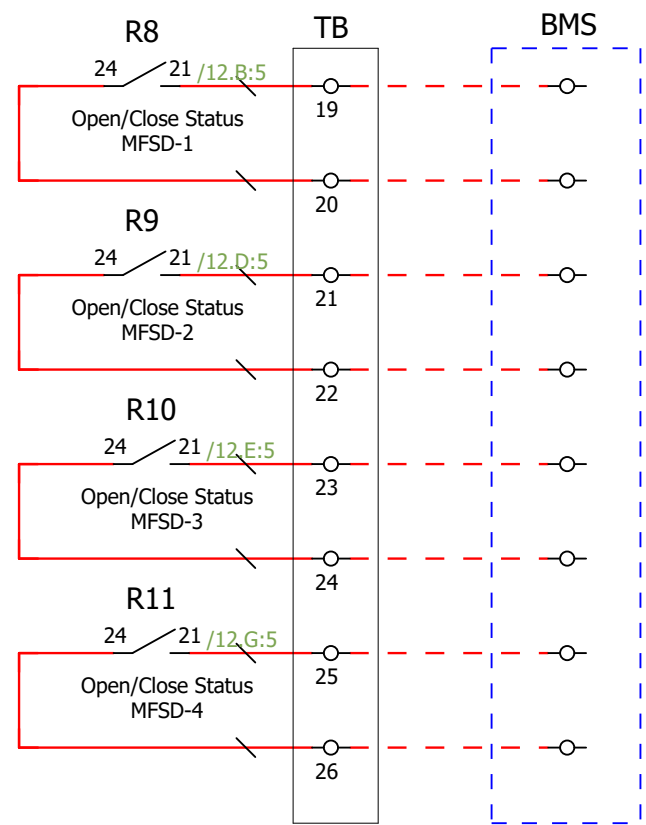 R8 TB BMS
24 21 /12.B:5
19
Open/Close Status
MFSD-1
20
R9
24 21 /12.D:5
21
Open/Close Status
MFSD-2
22
R10
24 21 /12.E:5
23
Open/Close Status
MFSD-3
24
R11
24 21 /12.G:5
25
Open/Close Status
MFSD-4
26